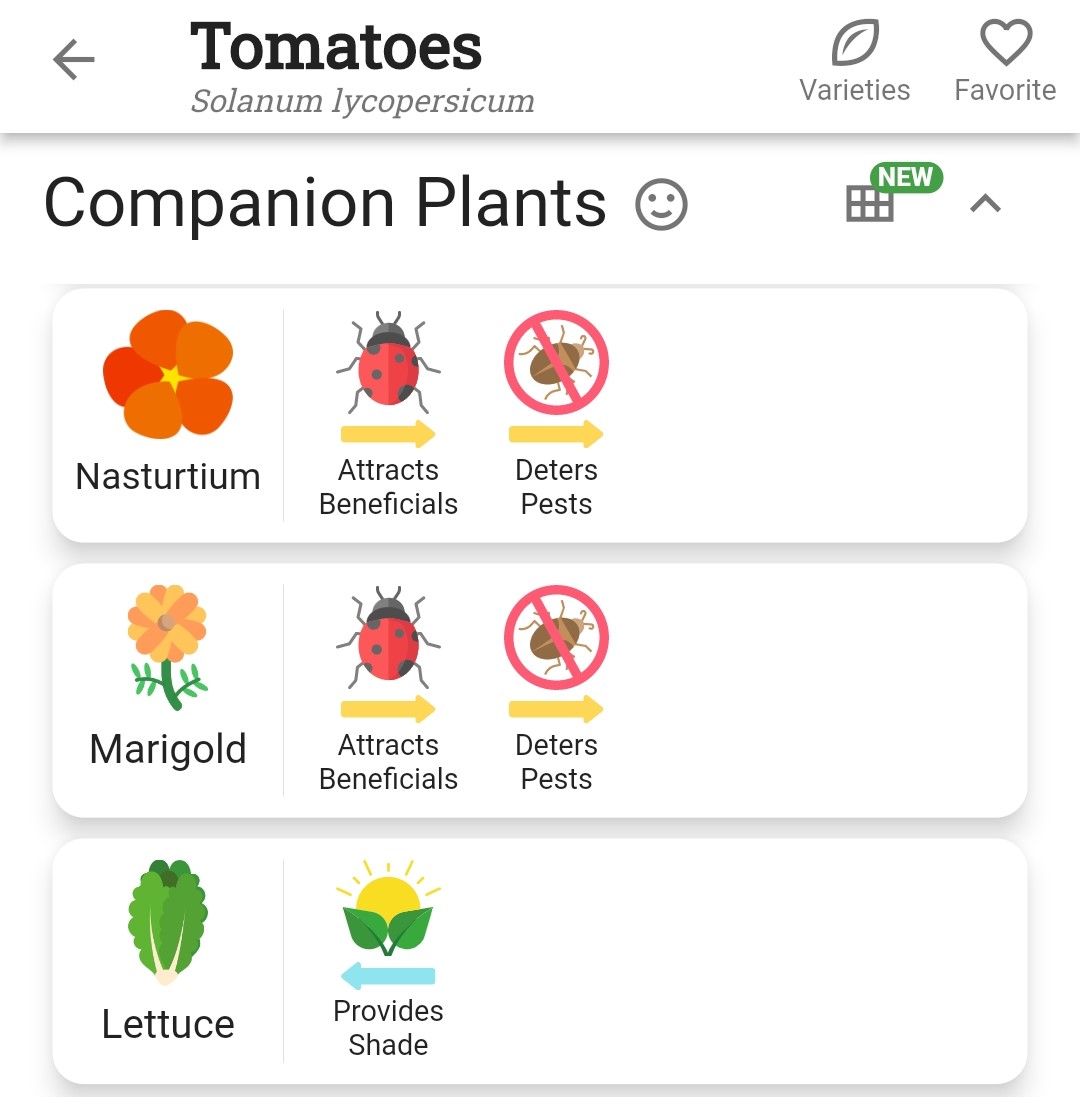 Tomatoes
Solanum lycopersicum
Varieties
Favorite
Companion Plants
NEW
Nasturtium
Attracts
Beneficials
Deters
Pests
Marigold
Attracts
Beneficials
Deters
Pests
Lettuce
Provides
Shade